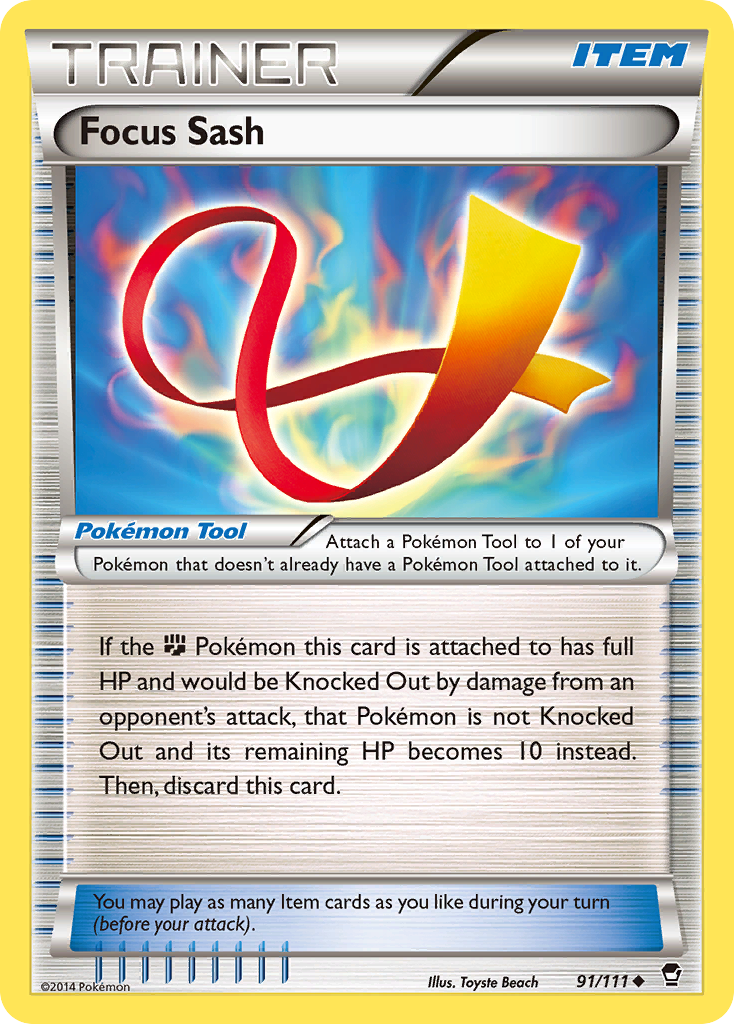 TRAINER
ITEM
Focus Sash
Pokémon Tool
Attach a Pokémon Tool to 1 of your
Pokémon that doesn't already have a Pokémon Tool attached to it.
If the Pokémon this card is attached to has full
HP and would be Knocked Out by damage from an
opponent's attack, that Pokémon is not Knocked
Out and its remaining HP becomes 10 instead.
Then, discard this card.
You may play as many Item cards as you like during your turn
(before your attack).
©2014 Pokémon
Illus. Toyste Beach
91/111 ◆